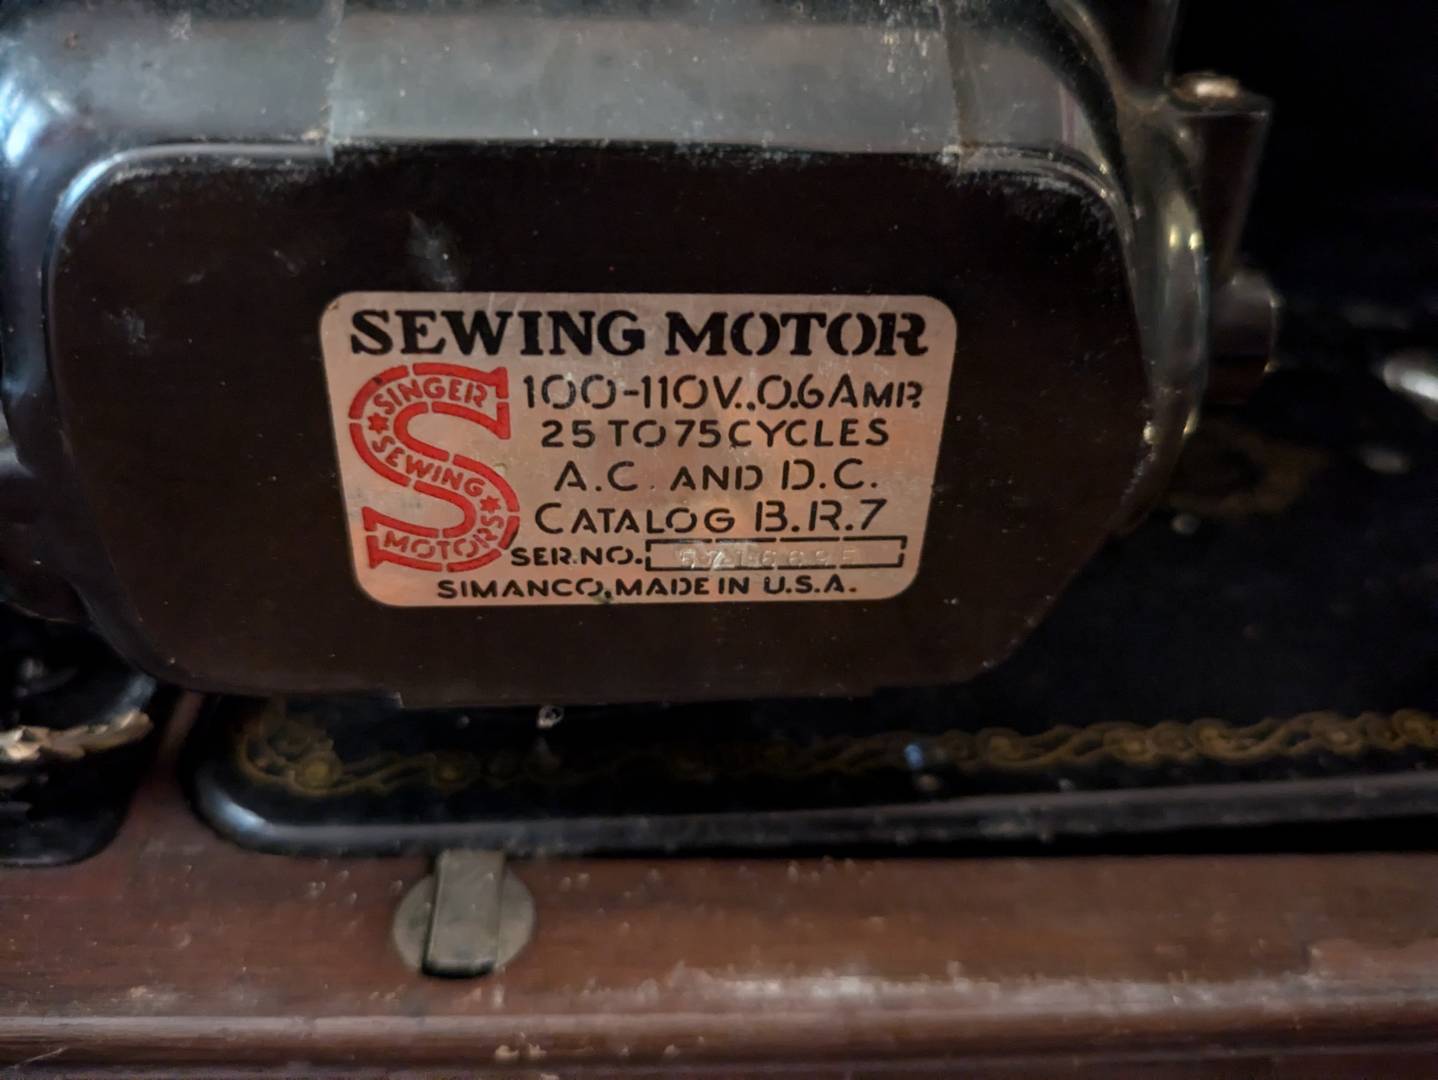 SEWING MOTOR
SINGER
SEWING
MOTORS
100-110V..0.6AMP.
25 TO 75 CYCLES
A.C. AND D.C.
CATALOG B.R.7
SER.NO.
SIMANCO, MADE IN U.S.A.